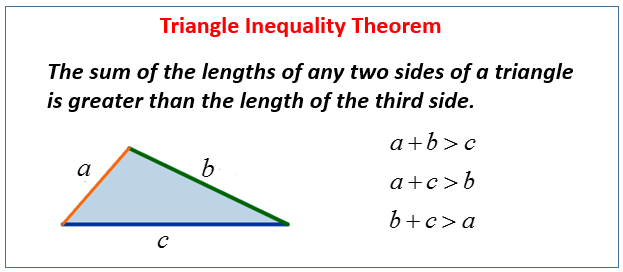 Triangle Inequality Theorem
The sum of the lengths of any two sides of a triangle
is greater than the length of the third side.
a+b>c
a
b
a+c>b
b+c>a
c